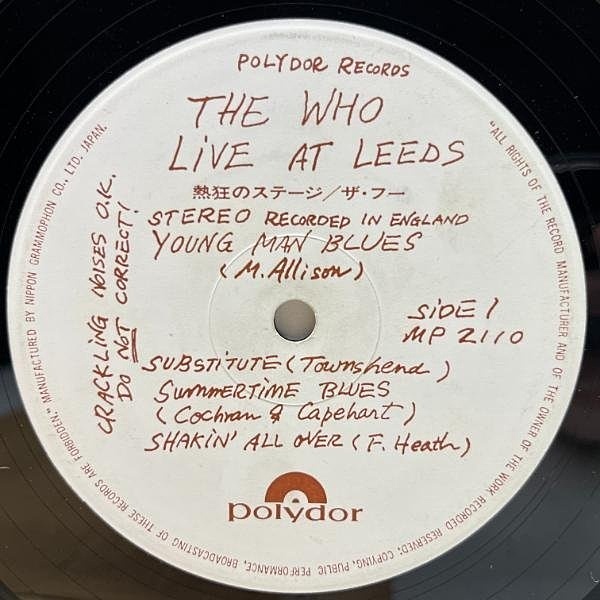 POLYDOR RECORDS
THE WHO
LiVE AT LEEDS
熱狂のステージ/ザ・フー
STEREO RECORDED IN ENGLAND
YOUNG MAN BLUES
(M. Allison)
SiDE 1
MP 2110
SUBSTITUTE (Townshend)
SUMMERTIME BLUES
(Cochran & Capehart)
SHAKIN' ALL OVER (F. Heath)
CRACKLING NOISES O.K.
DO NOT CORRECT!
polydor
"ALL RIGHTS OF THE RECORD MANUFACTURER AND OF THE OWNER OF THE WORK RECORDED RESERVED; COPYING, PUBLIC PERFORMANCE, BROADCASTING OF THESE RECORDS ARE FORBIDDEN." MANUFACTURED BY NIPPON GRAMMOPHON CO., LTD. JAPAN.